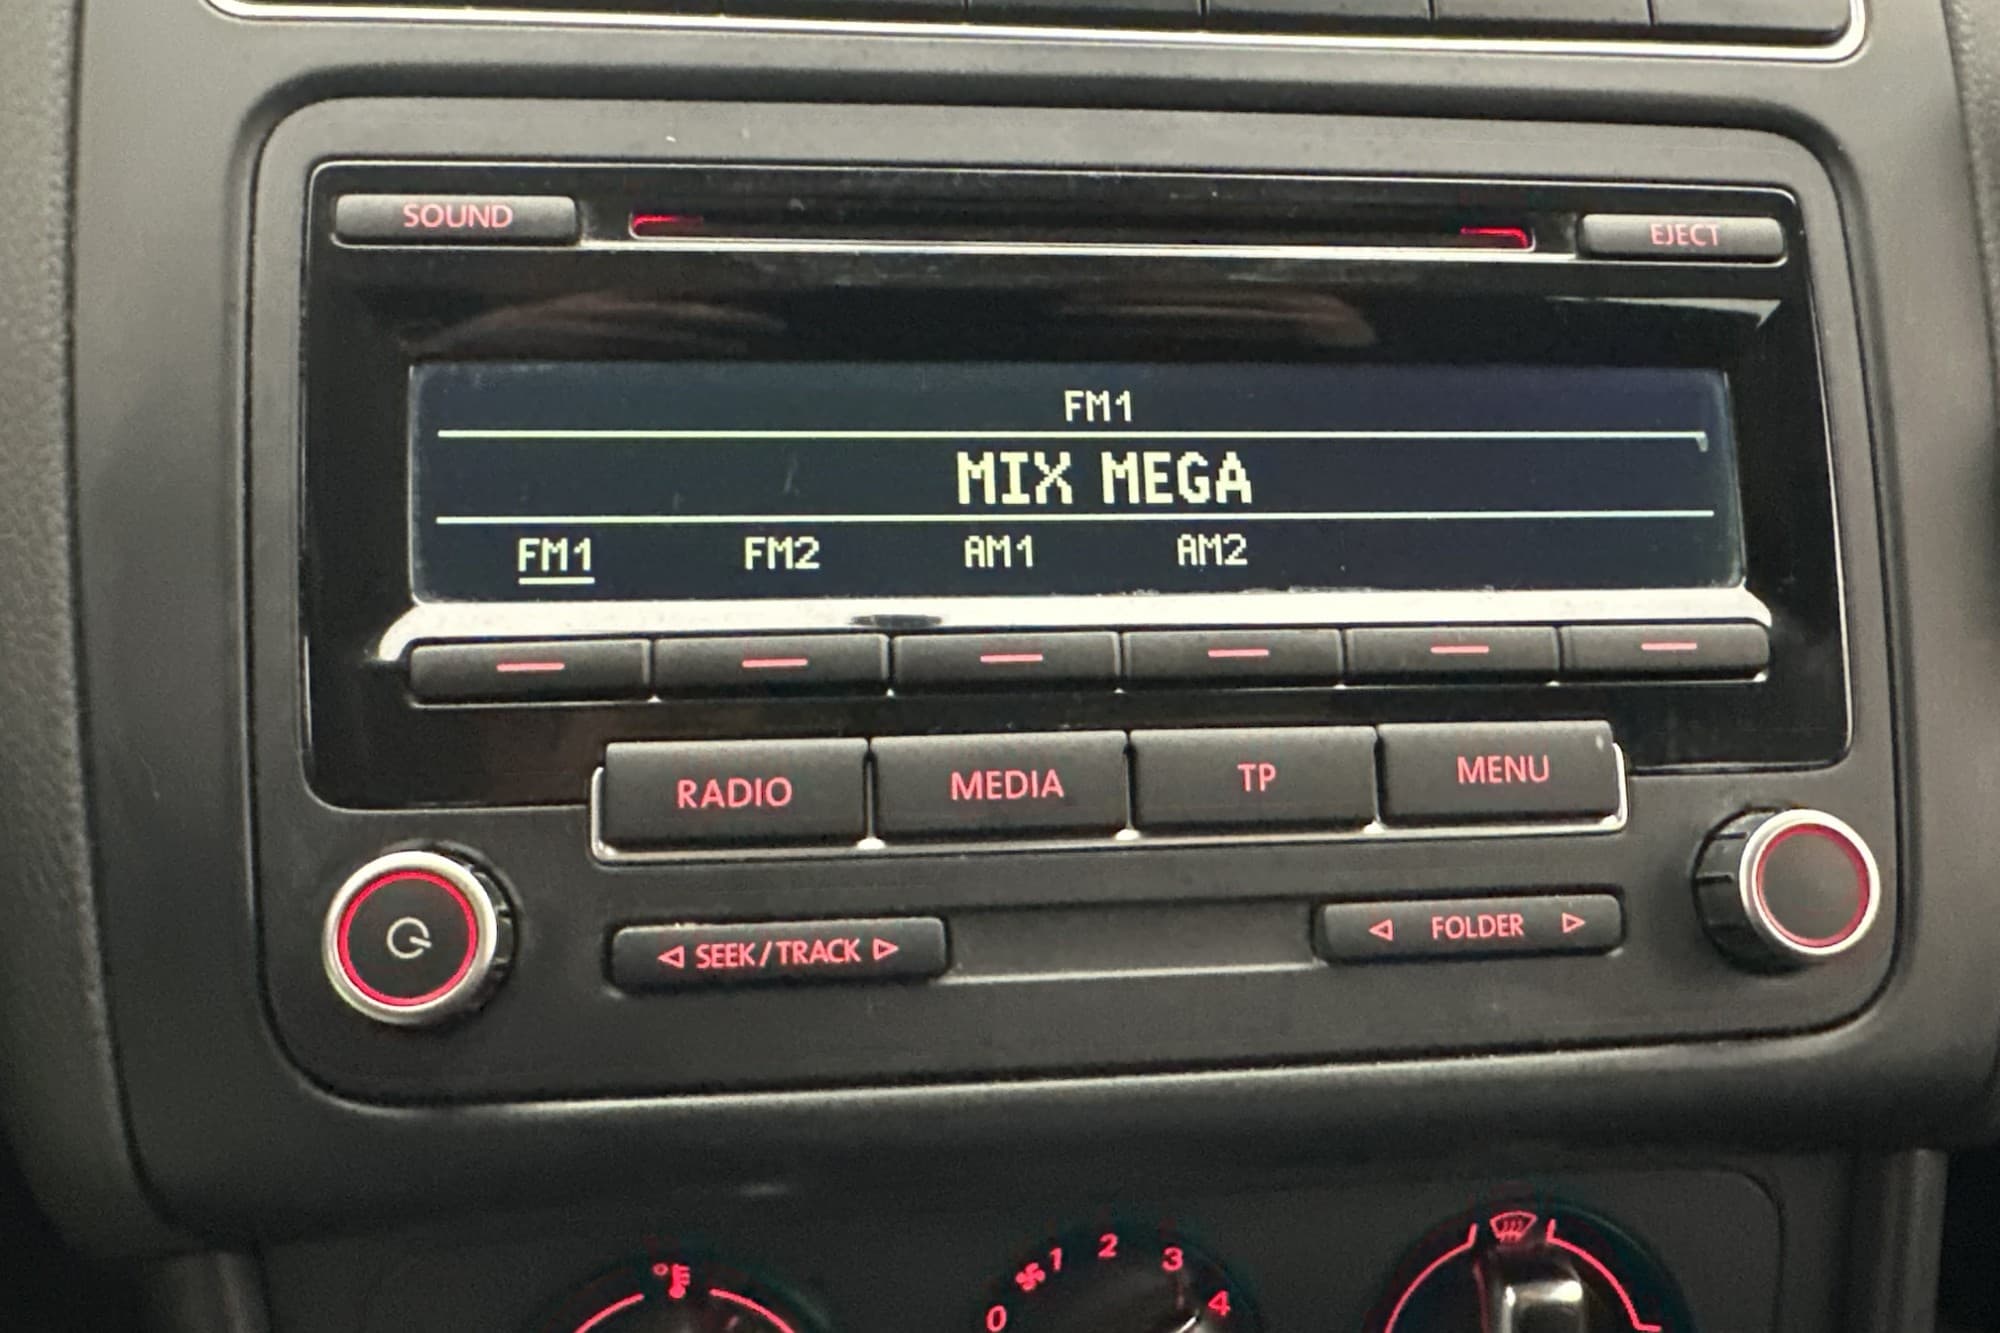 SOUND
EJECT
FM1
MIX MEGA
FM1 FM2 AM1 AM2
RADIO MEDIA TP MENU
SEEK/TRACK
FOLDER
0 1 2 3 4